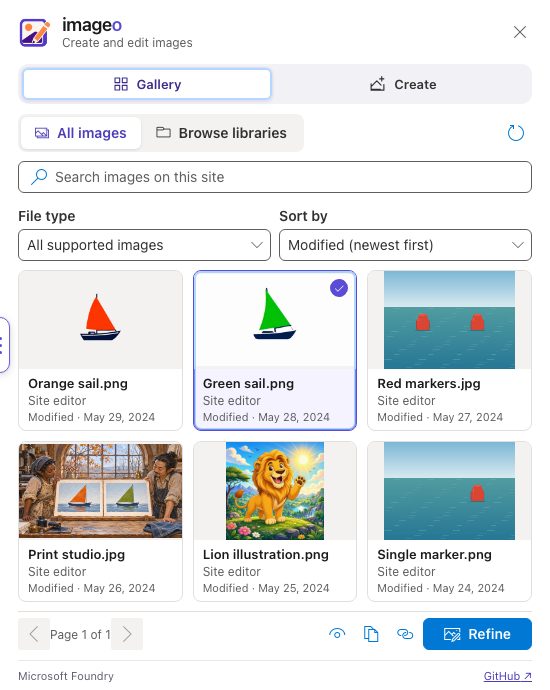 imageo
Create and edit images
Gallery
Create
All images
Browse libraries
Search images on this site
File type
Sort by
All supported images
Modified (newest first)
Orange sail.png
Site editor
Modified · May 29, 2024
Green sail.png
Site editor
Modified · May 28, 2024
Red markers.jpg
Site editor
Modified · May 27, 2024
Print studio.jpg
Site editor
Modified · May 26, 2024
Lion illustration.png
Site editor
Modified · May 25, 2024
Single marker.png
Site editor
Modified · May 24, 2024
Page 1 of 1
Refine
Microsoft Foundry
GitHub ↗